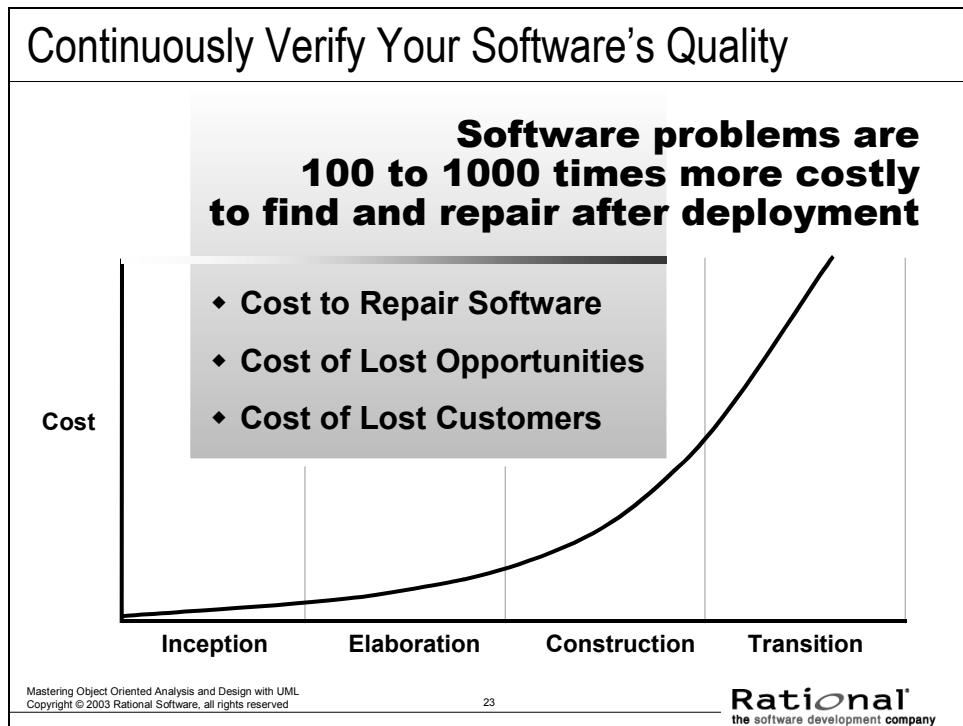 Continuously Verify Your Software's Quality
Software problems are
100 to 1000 times more costly
to find and repair after deployment
◆ Cost to Repair Software
◆ Cost of Lost Opportunities
◆ Cost of Lost Customers
Cost
Inception Elaboration Construction Transition
Mastering Object Oriented Analysis and Design with UML
Copyright © 2003 Rational Software, all rights reserved
23
Rational
the software development company